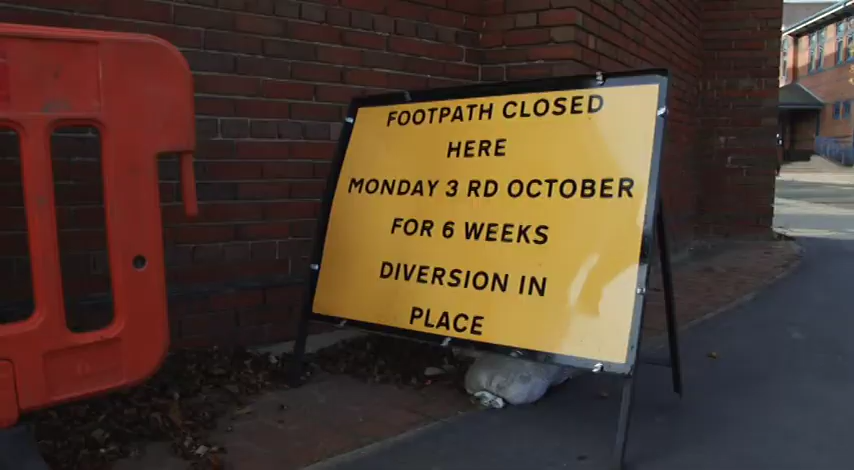 FOOTPATH CLOSED
HERE
MONDAY 3 RD OCTOBER
FOR 6 WEEKS
DIVERSION IN
PLACE